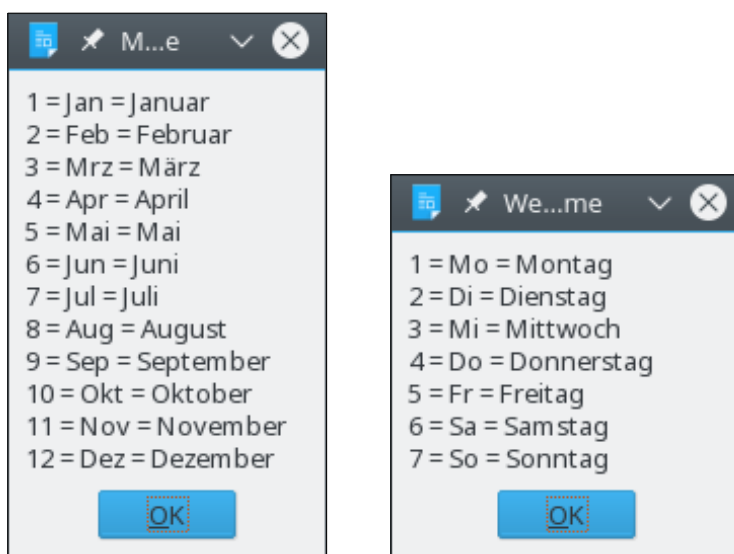 M...e
1 = Jan = Januar
2 = Feb = Februar
3 = Mrz = März
4 = Apr = April
5 = Mai = Mai
6 = Jun = Juni
7 = Jul = Juli
8 = Aug = August
9 = Sep = September
10 = Okt = Oktober
11 = Nov = November
12 = Dez = Dezember
OK
We...me
1 = Mo = Montag
2 = Di = Dienstag
3 = Mi = Mittwoch
4 = Do = Donnerstag
5 = Fr = Freitag
6 = Sa = Samstag
7 = So = Sonntag
OK